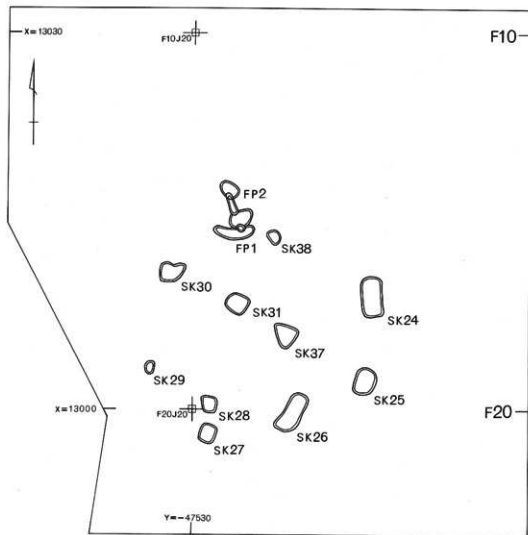 X=13030
F10J20
F10
FP2
FP1
SK38
SK30
SK31
SK24
SK37
SK29
SK25
X=13000
F20J20
SK28
SK26
F20
SK27
Y=-47530